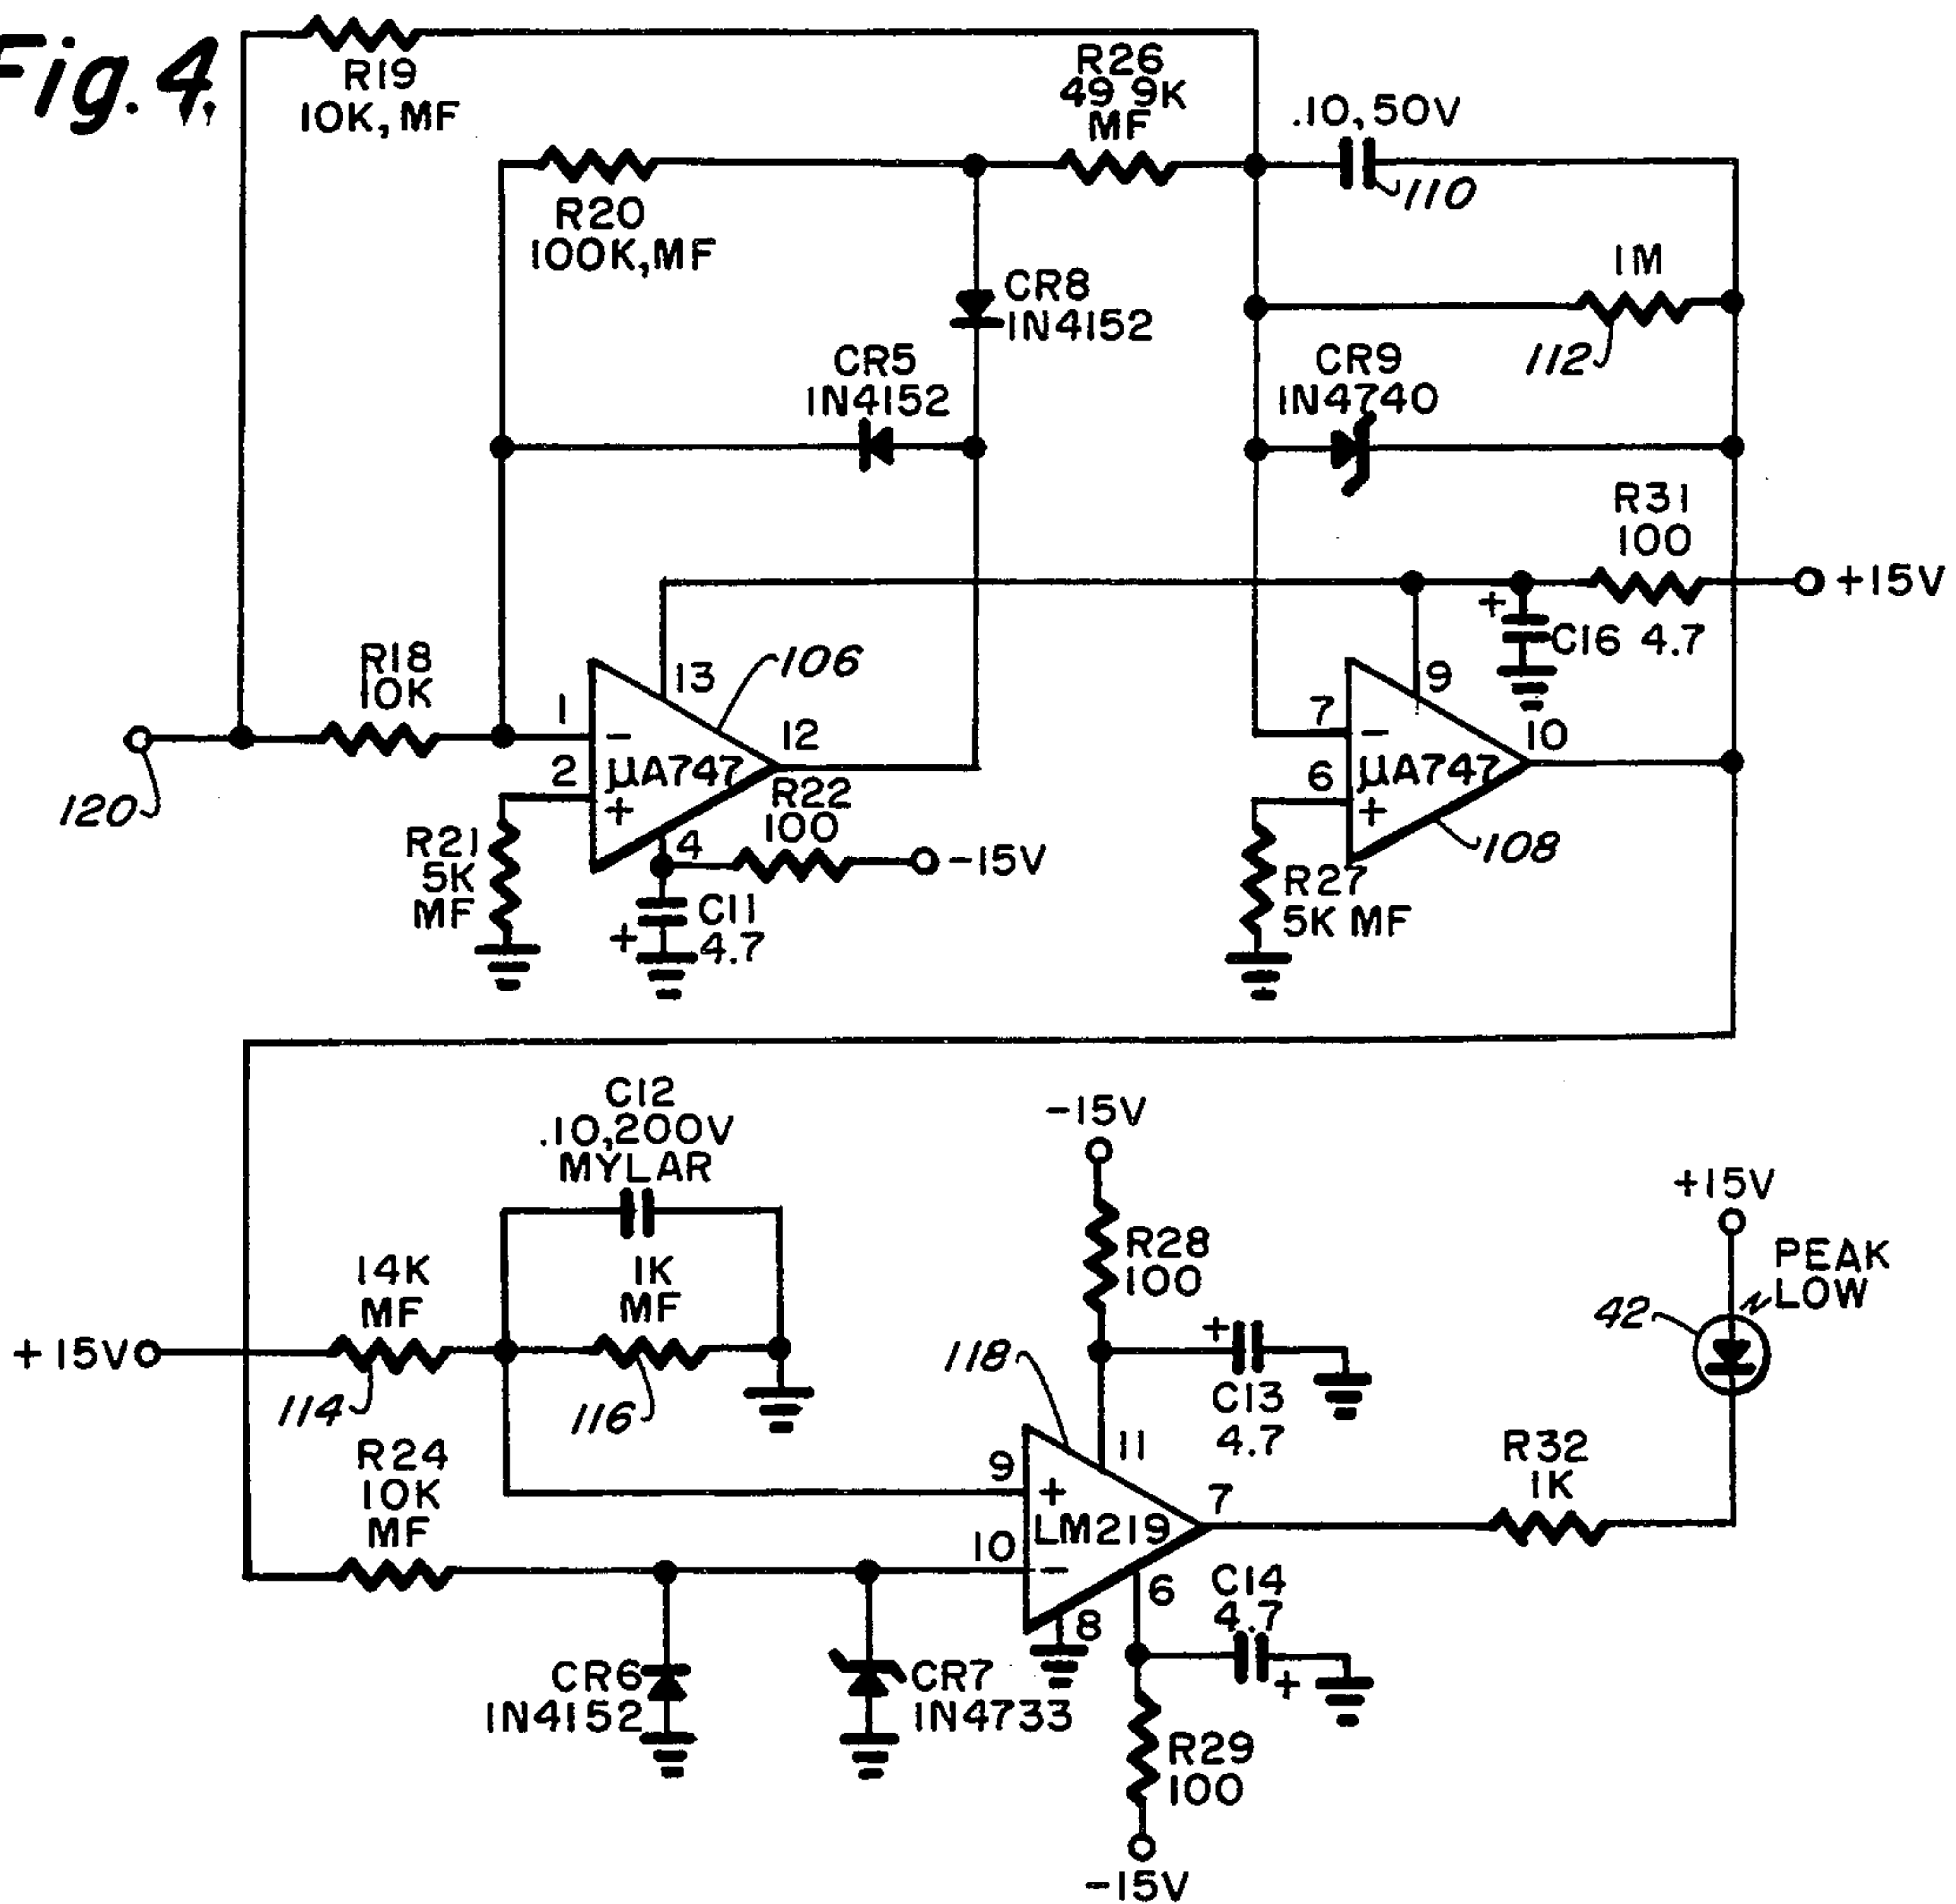 Fig. 4.
R19
10K, MF
R26
49 9K
MF
.10, 50V
110
R20
100K, MF
1M
112
CR8
1N4152
CR5
1N4152
CR9
1N4740
R31
100
+15V
+
C16 4.7
R18
10K
120
1
2
13
106
12
-
µA747
+
R22
100
4
-15V
R21
5K
MF
+
C11
4.7
7
6
9
10
-
µA747
+
108
R27
5K MF
C12
.10, 200V
MYLAR
-15V
+15V
R28
100
PEAK
LOW
42
14K
MF
1K
MF
+15V
114
116
118
+
C13
4.7
11
R24
10K
MF
9
10
+
LM219
-
7
R32
1K
8
6
C14
4.7
+
CR6
1N4152
CR7
1N4733
R29
100
-15V